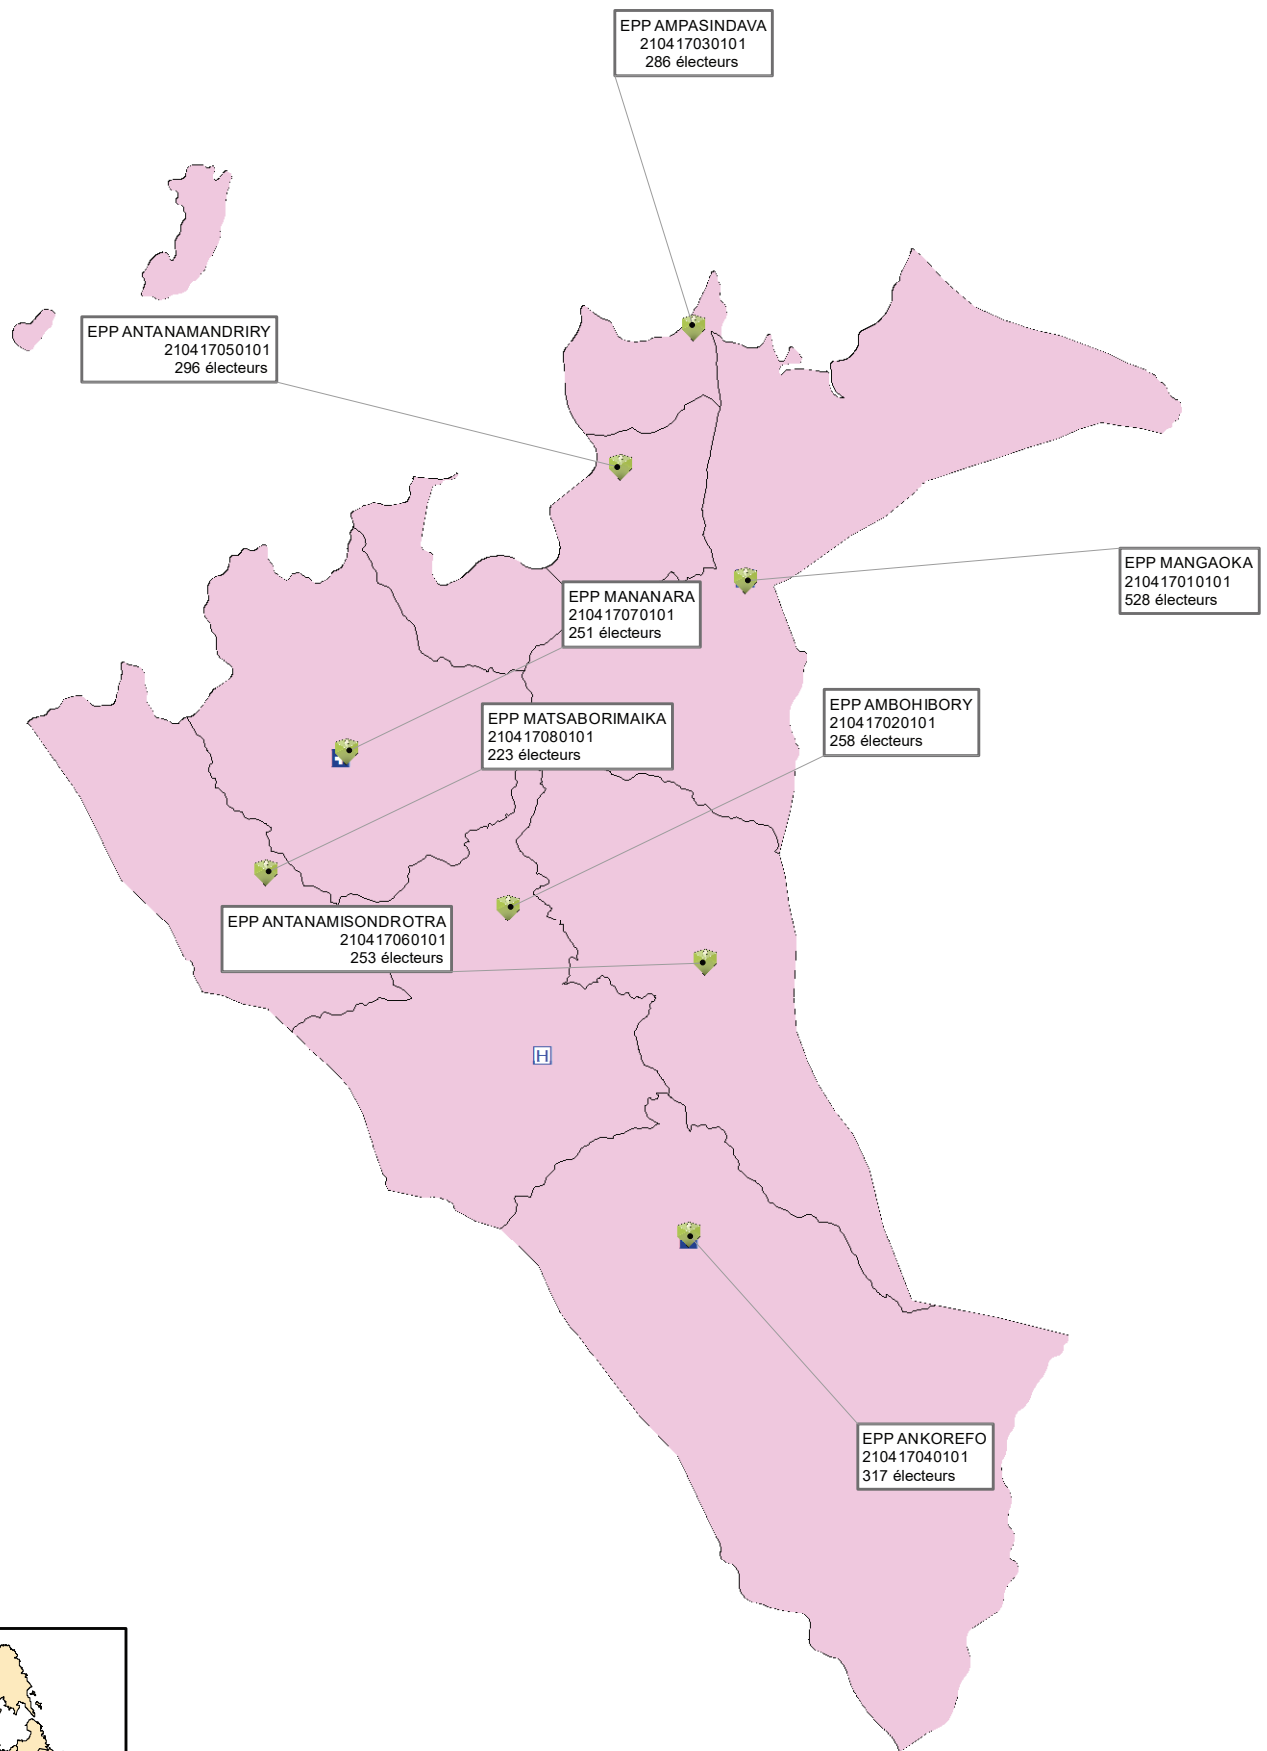 EPP AMPASINDAVA
210417030101
286 électeurs
EPP ANTANAMANDRIRY
210417050101
296 électeurs
EPP MANGAOKA
210417010101
528 électeurs
EPP MANANARA
210417070101
251 électeurs
EPP MATSABORIMAIKA
210417080101
223 électeurs
EPP AMBOHIBORY
210417020101
258 électeurs
EPP ANTANAMISONDROTRA
210417060101
253 électeurs
H
EPP ANKOREFO
210417040101
317 électeurs